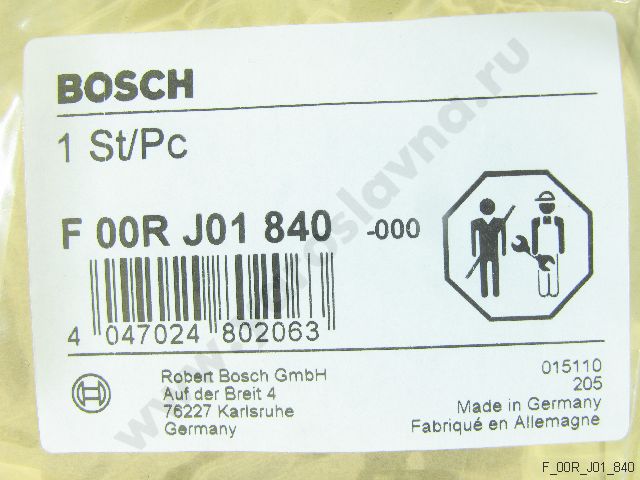 BOSCH
1 St/Pc
F 00R J01 840 -000
4 047024 802063
Robert Bosch GmbH
Auf der Breit 4
76227 Karlsruhe
Germany
015110
205
Made in Germany
Fabriqué en Allemagne
F_00R_J01_840